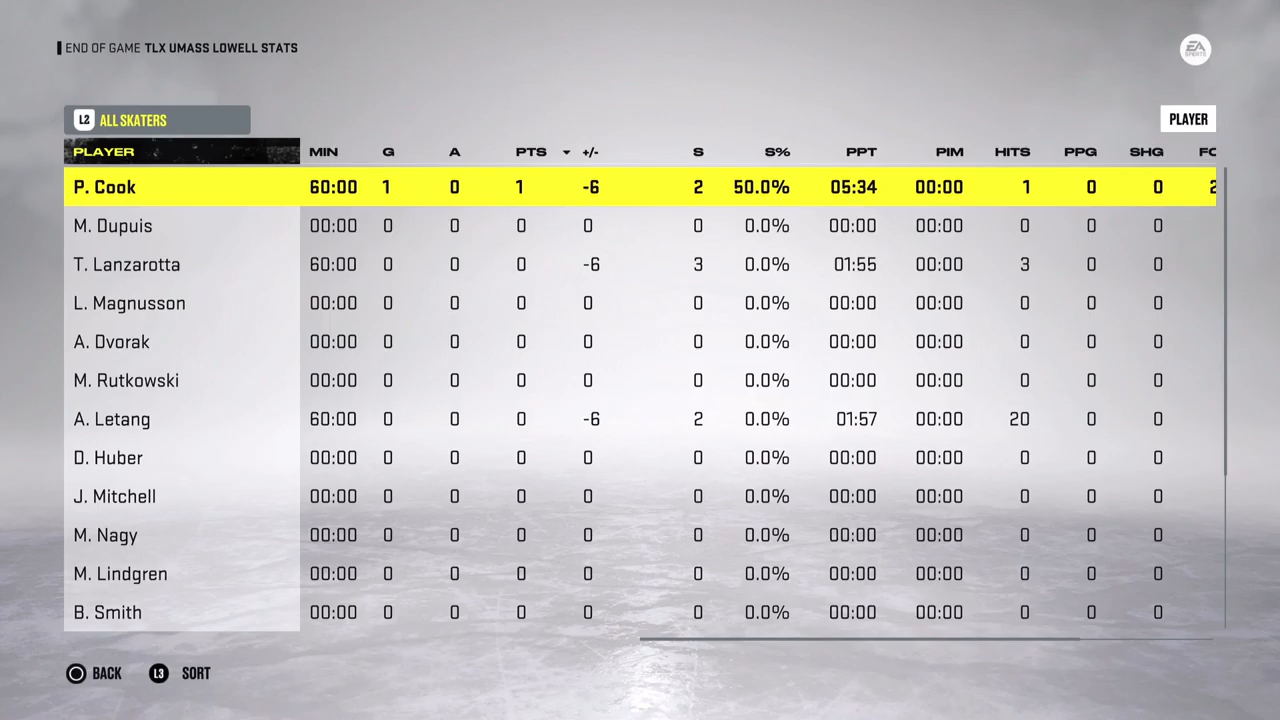 END OF GAME TLX UMASS LOWELL STATS
EA SPORTS
L2 ALL SKATERS
PLAYER
PLAYER MIN G A PTS +/- S S% PPT PIM HITS PPG SHG
P. Cook 60:00 1 0 1 -6 2 50.0% 05:34 00:00 1 0 0
M. Dupuis 00:00 0 0 0 0 0 0.0% 00:00 00:00 0 0 0
T. Lanzarotta 60:00 0 0 0 -6 3 0.0% 01:55 00:00 3 0 0
L. Magnusson 00:00 0 0 0 0 0 0.0% 00:00 00:00 0 0 0
A. Dvorak 00:00 0 0 0 0 0 0.0% 00:00 00:00 0 0 0
M. Rutkowski 00:00 0 0 0 0 0 0.0% 00:00 00:00 0 0 0
A. Letang 60:00 0 0 0 -6 2 0.0% 01:57 00:00 20 0 0
D. Huber 00:00 0 0 0 0 0 0.0% 00:00 00:00 0 0 0
J. Mitchell 00:00 0 0 0 0 0 0.0% 00:00 00:00 0 0 0
M. Nagy 00:00 0 0 0 0 0 0.0% 00:00 00:00 0 0 0
M. Lindgren 00:00 0 0 0 0 0 0.0% 00:00 00:00 0 0 0
B. Smith 00:00 0 0 0 0 0 0.0% 00:00 00:00 0 0 0
BACK L3 SORT